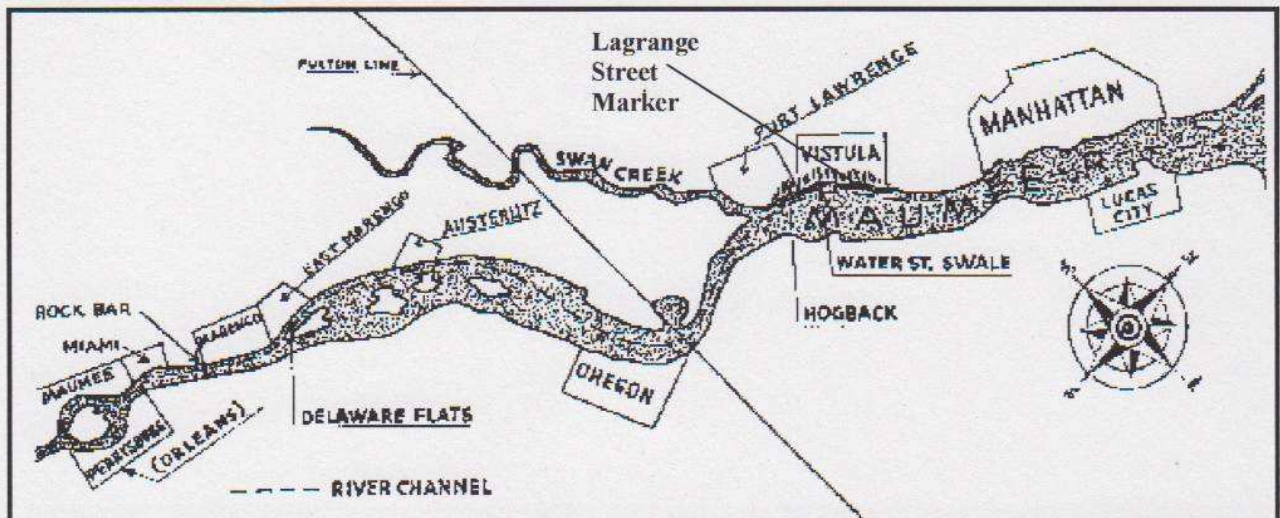 Lagrange
Street
Marker
FULTON LINE
PORT LAWRENCE
MANHATTAN
VISTULA
SWAN CREEK
MAUMEE
LUCAS
CITY
WATER ST. SWALE
HOGBACK
EAST MARENGO
AUSTERLITZ
ROCK BAR
MARENGO
MIAMI
MAUMEE
OREGON
DELAWARE FLATS
PERRYSBURG
(ORLEANS)
RIVER CHANNEL